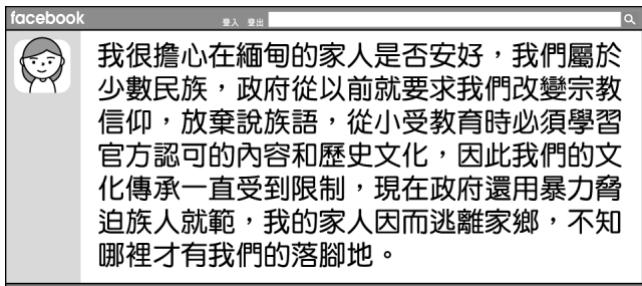 facebook 登入 登出
我很擔心在緬甸的家人是否安好，我們屬於
少數民族，政府從以前就要求我們改變宗教
信仰，放棄說族語，從小受教育時必須學習
官方認可的內容和歷史文化，因此我們的文
化傳承一直受到限制，現在政府還用暴力脅
迫族人就範，我的家人因而逃離家鄉，不知
哪裡才有我們的落腳地。